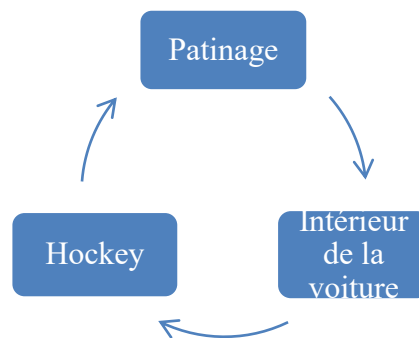 Patinage
Intérieur
de la
voiture
Hockey